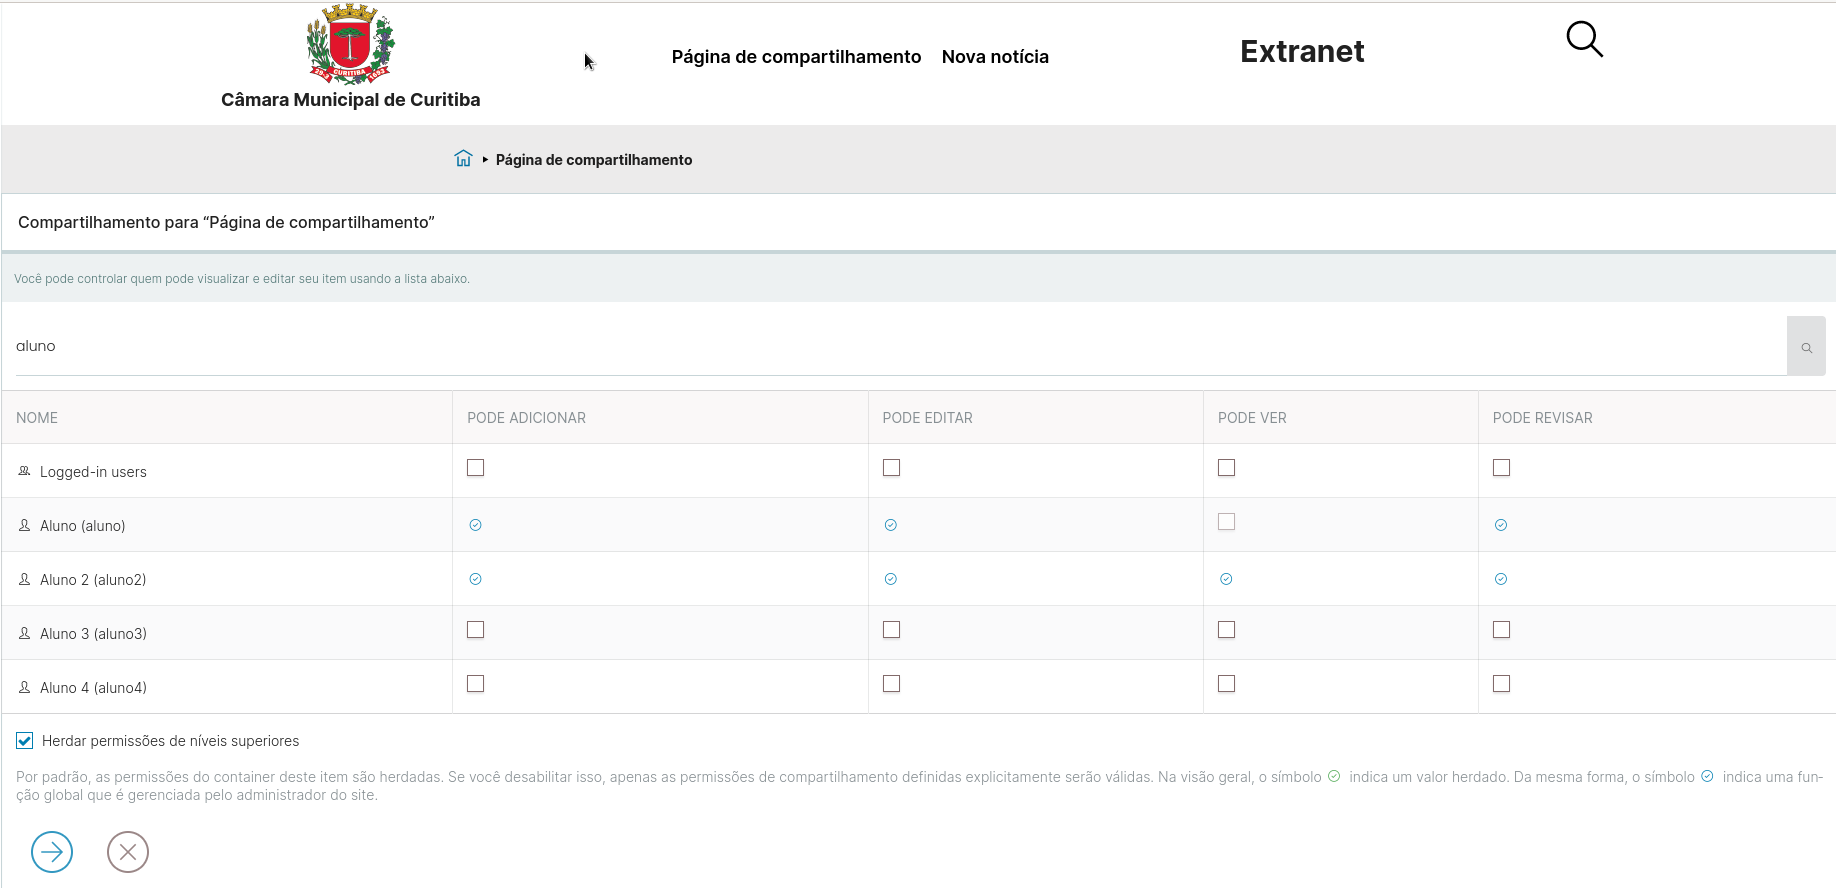 CURITIBA
Câmara Municipal de Curitiba
Página de compartilhamento Nova notícia
Extranet
Página de compartilhamento
Compartilhamento para “Página de compartilhamento”
Você pode controlar quem pode visualizar e editar seu item usando a lista abaixo.
aluno
NOME PODE ADICIONAR PODE EDITAR PODE VER PODE REVISAR
Logged-in users
Aluno (aluno)
Aluno 2 (aluno2)
Aluno 3 (aluno3)
Aluno 4 (aluno4)
Herdar permissões de níveis superiores
Por padrão, as permissões do container deste item são herdadas. Se você desabilitar isso, apenas as permissões de compartilhamento definidas explicitamente serão válidas. Na visão geral, o símbolo indica um valor herdado. Da mesma forma, o símbolo indica uma fun-
ção global que é gerenciada pelo administrador do site.